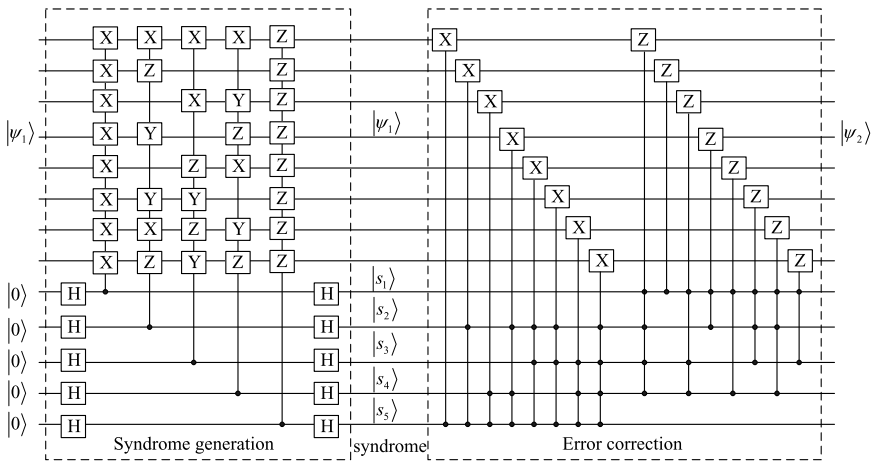 X X X X Z X Z
X Z Z X Z
X X Y Z X Z
|ψ₁⟩ X Y Z Z |ψ₁⟩ X Z |ψ₂⟩
X Z X Z X Z
X Y Y Z X Z
X X Z Y Z X Z
X Z Y Z Z X Z
|s₁⟩
|0⟩ H H
|s₂⟩
|0⟩ H H
|s₃⟩
|0⟩ H H
|s₄⟩
|0⟩ H H
|s₅⟩
|0⟩ H H
Syndrome generation syndrome Error correction